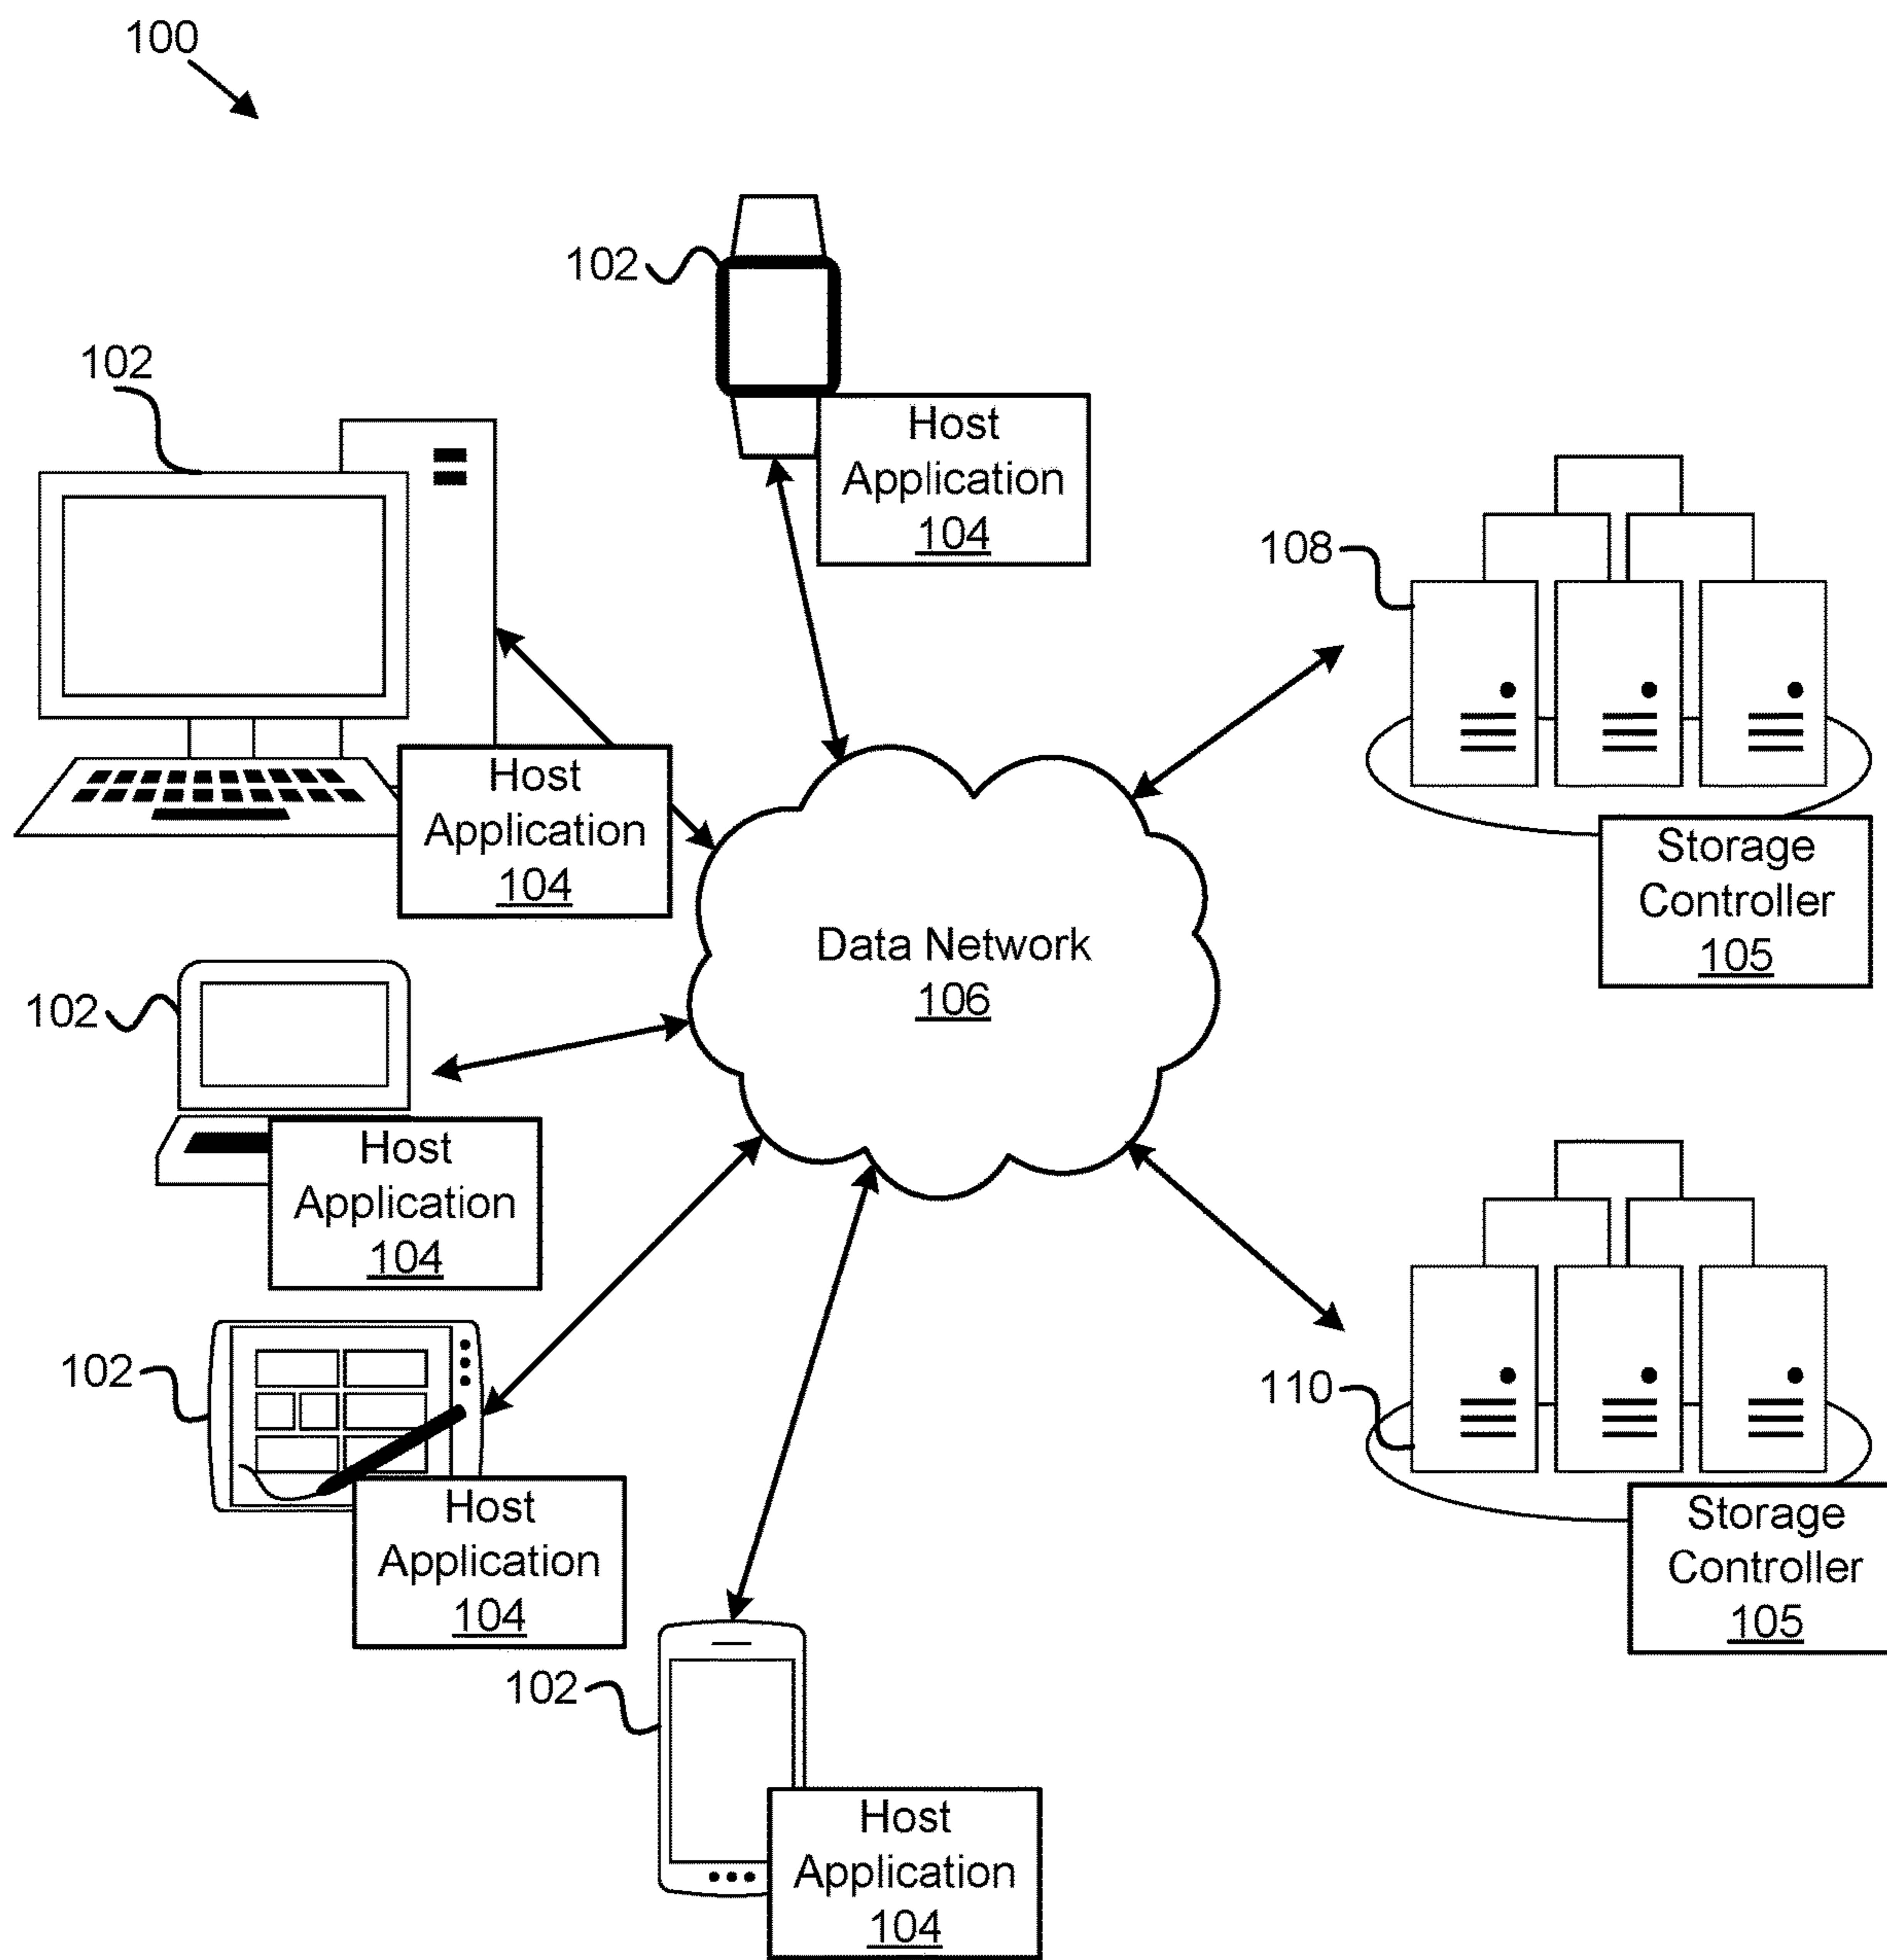 100
102
Host
Application
104
102
Host
Application
104
108
Storage
Controller
105
Data Network
106
102
Host
Application
104
102
Host
Application
104
110
Storage
Controller
105
102
Host
Application
104